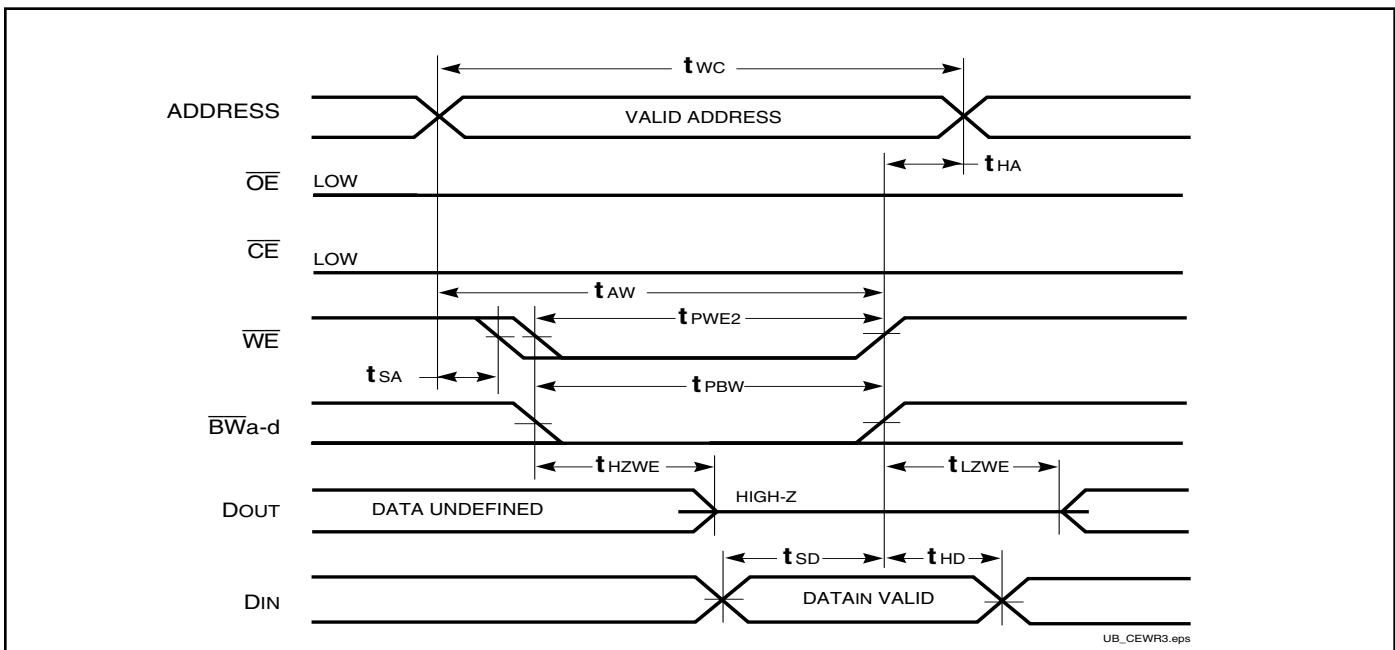 tWC
ADDRESS
VALID ADDRESS
tHA
OE
LOW
CE
LOW
tAW
tPWE2
WE
tSA
tPBW
BWa-d
tHZWE
tLZWE
HIGH-Z
DOUT
DATA UNDEFINED
tSD
tHD
DIN
DATAIN VALID
UB_CEWR3.eps